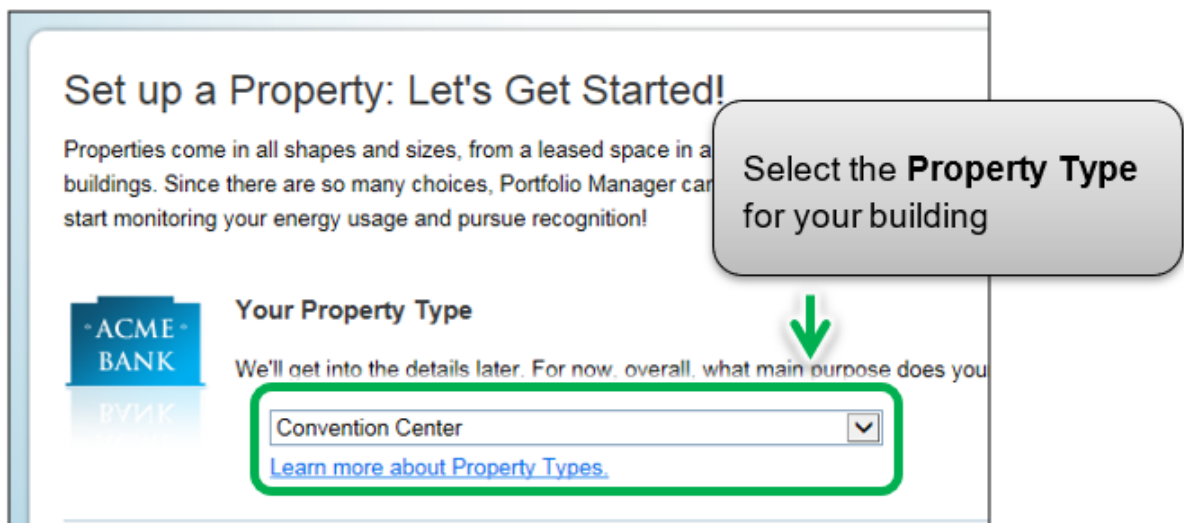 Set up a Property: Let's Get Started!
Properties come in all shapes and sizes, from a leased space in a
buildings. Since there are so many choices, Portfolio Manager can
start monitoring your energy usage and pursue recognition!
Select the Property Type
for your building
ACME
BANK
Your Property Type
We'll get into the details later. For now, overall, what main purpose does you
Convention Center
Learn more about Property Types.